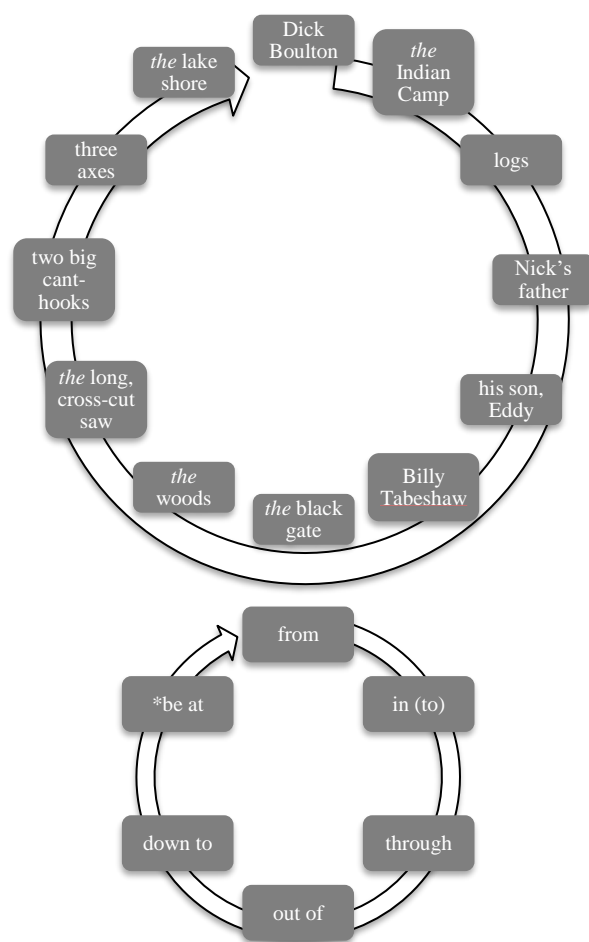 Dick
Boulton
the
Indian
Camp
logs
Nick's
father
his son,
Eddy
Billy
Tabeshaw
the black
gate
the
woods
the long,
cross-cut
saw
two big
cant-
hooks
three
axes
the lake
shore
from
in (to)
through
out of
down to
*be at